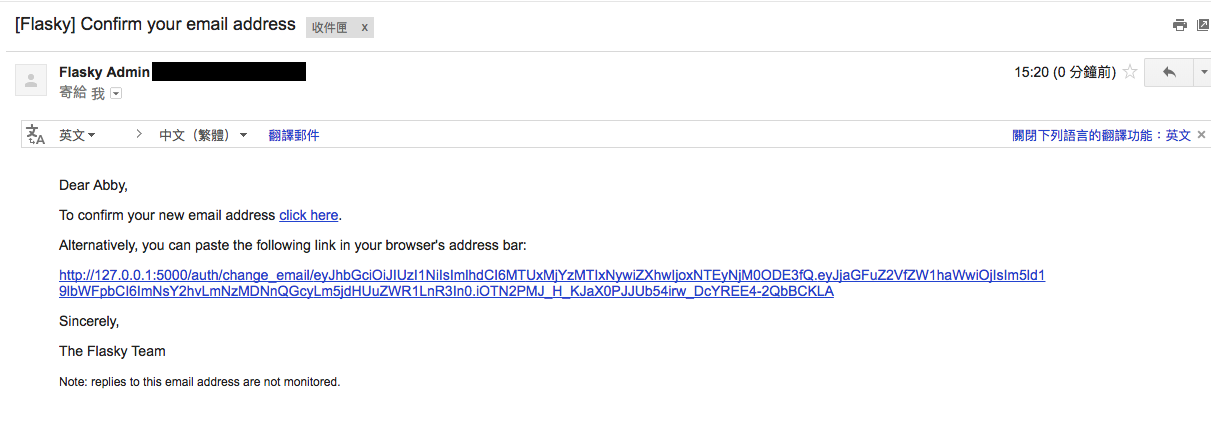 [Flasky] Confirm your email address 收件匣 x
Flasky Admin 15:20 (0 分鐘前)
寄給 我
英文 中文（繁體） 翻譯郵件 關閉下列語言的翻譯功能：英文 ×
Dear Abby,
To confirm your new email address click here.
Alternatively, you can paste the following link in your browser's address bar:
http://127.0.0.1:5000/auth/change_email/eyJhbGciOiJIUzI1NiIsImlhdCI6MTUxMjYzMTIxNywiZXhwIjoxNTEyNjM0ODE3fQ.eyJjaGFuZ2VfZW1haWwiOjIsIm5ld1
9lbWFpbCI6ImNsY2hvLmNzMDNnQGcyLm5jdHUuZWR1LnR3In0.iOTN2PMJ_H_KJaX0PJJUb54irw_DcYREE4-2QbBCKLA
Sincerely,
The Flasky Team
Note: replies to this email address are not monitored.